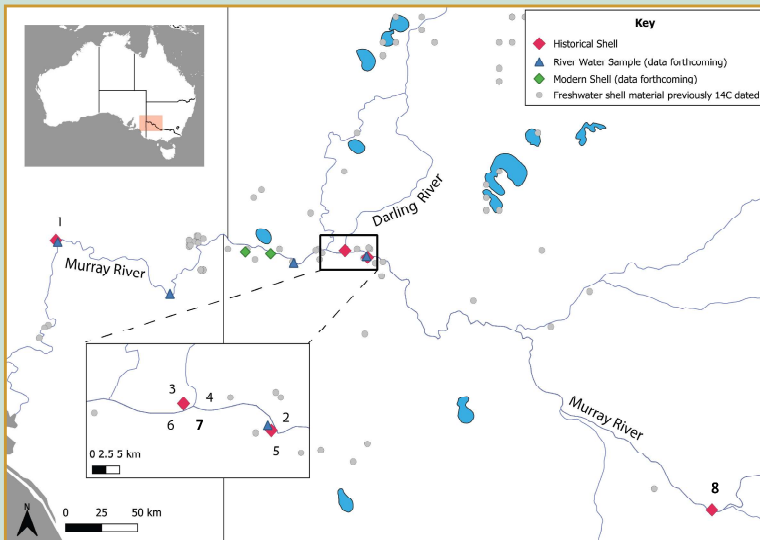 Key
Historical Shell
River Water Sample (data forthcoming)
Modern Shell (data forthcoming)
Freshwater shell material previously 14C dated
Darling River
1
Murray River
3
4
2
6
7
5
0 2.5 5 km
Murray River
8
N
0 25 50 km